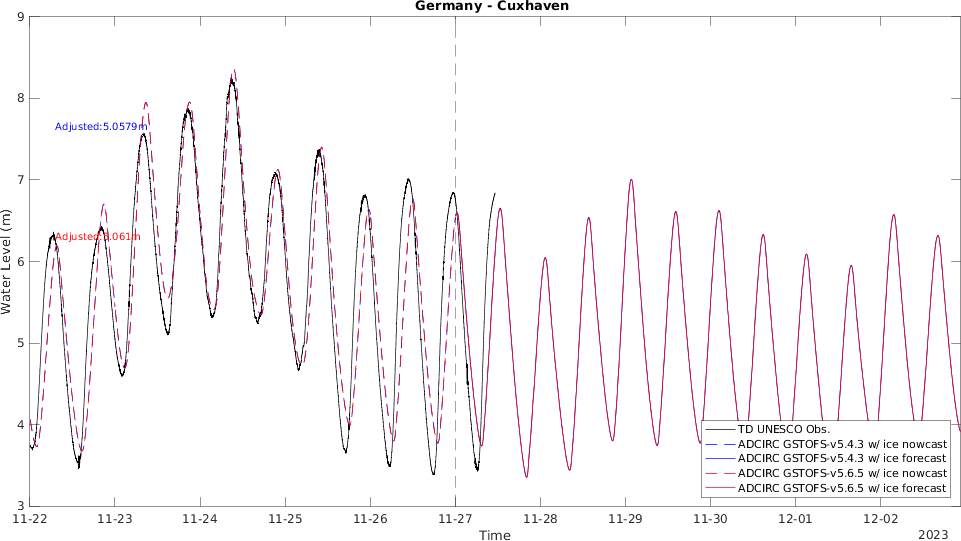 Germany - Cuxhaven
9
8
7
6
5
4
3
Water Level (m)
Adjusted:5.0579m
Adjusted:5.061m
TD UNESCO Obs.
ADCIRC GSTOFS-v5.4.3 w/ ice nowcast
ADCIRC GSTOFS-v5.4.3 w/ ice forecast
ADCIRC GSTOFS-v5.6.5 w/ ice nowcast
ADCIRC GSTOFS-v5.6.5 w/ ice forecast
11-22 11-23 11-24 11-25 11-26 11-27 11-28 11-29 11-30 12-01 12-02
Time
2023